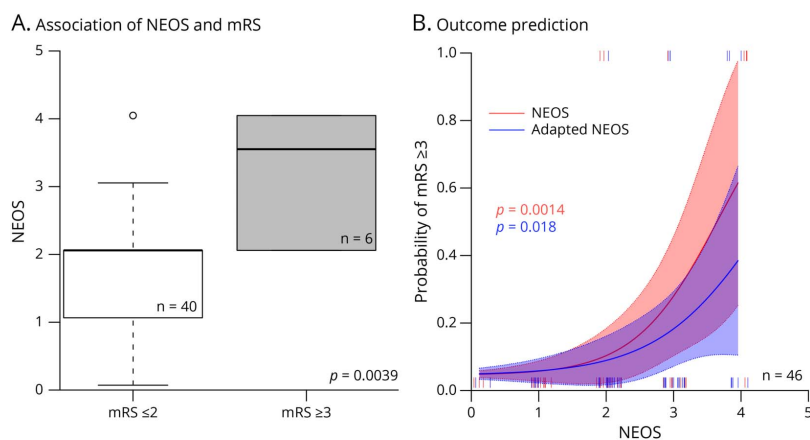 A. Association of NEOS and mRS
5
4
3
2
1
0
NEOS
n = 40
n = 6
p = 0.0039
mRS ≤2
mRS ≥3
B. Outcome prediction
1.0
0.8
0.6
0.4
0.2
0.0
Probability of mRS ≥3
NEOS
Adapted NEOS
p = 0.0014
p = 0.018
n = 46
0
1
2
3
4
5
NEOS